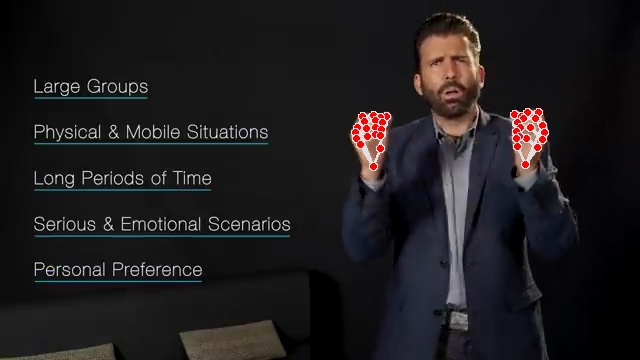 Large Groups
Physical & Mobile Situations
Long Periods of Time
Serious & Emotional Scenarios
Personal Preference